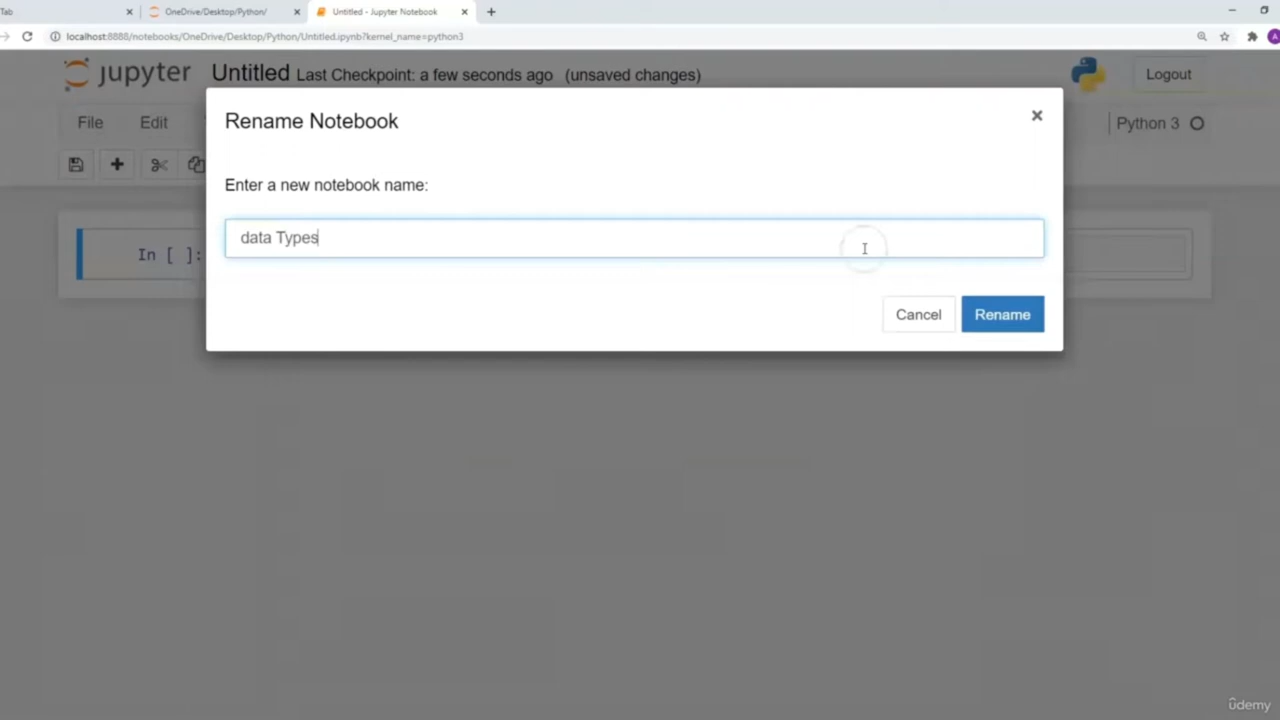 Tab
OneDrive/Desktop/Python/
Untitled - Jupyter Notebook
localhost:8888/notebooks/OneDrive/Desktop/Python/Untitled.ipynb?kernel_name=python3
A
jupyter Untitled Last Checkpoint: a few seconds ago (unsaved changes)
Logout
Rename Notebook
File Edit
Python 3
Enter a new notebook name:
data Types
In [ ]:
Cancel Rename
ûdemy